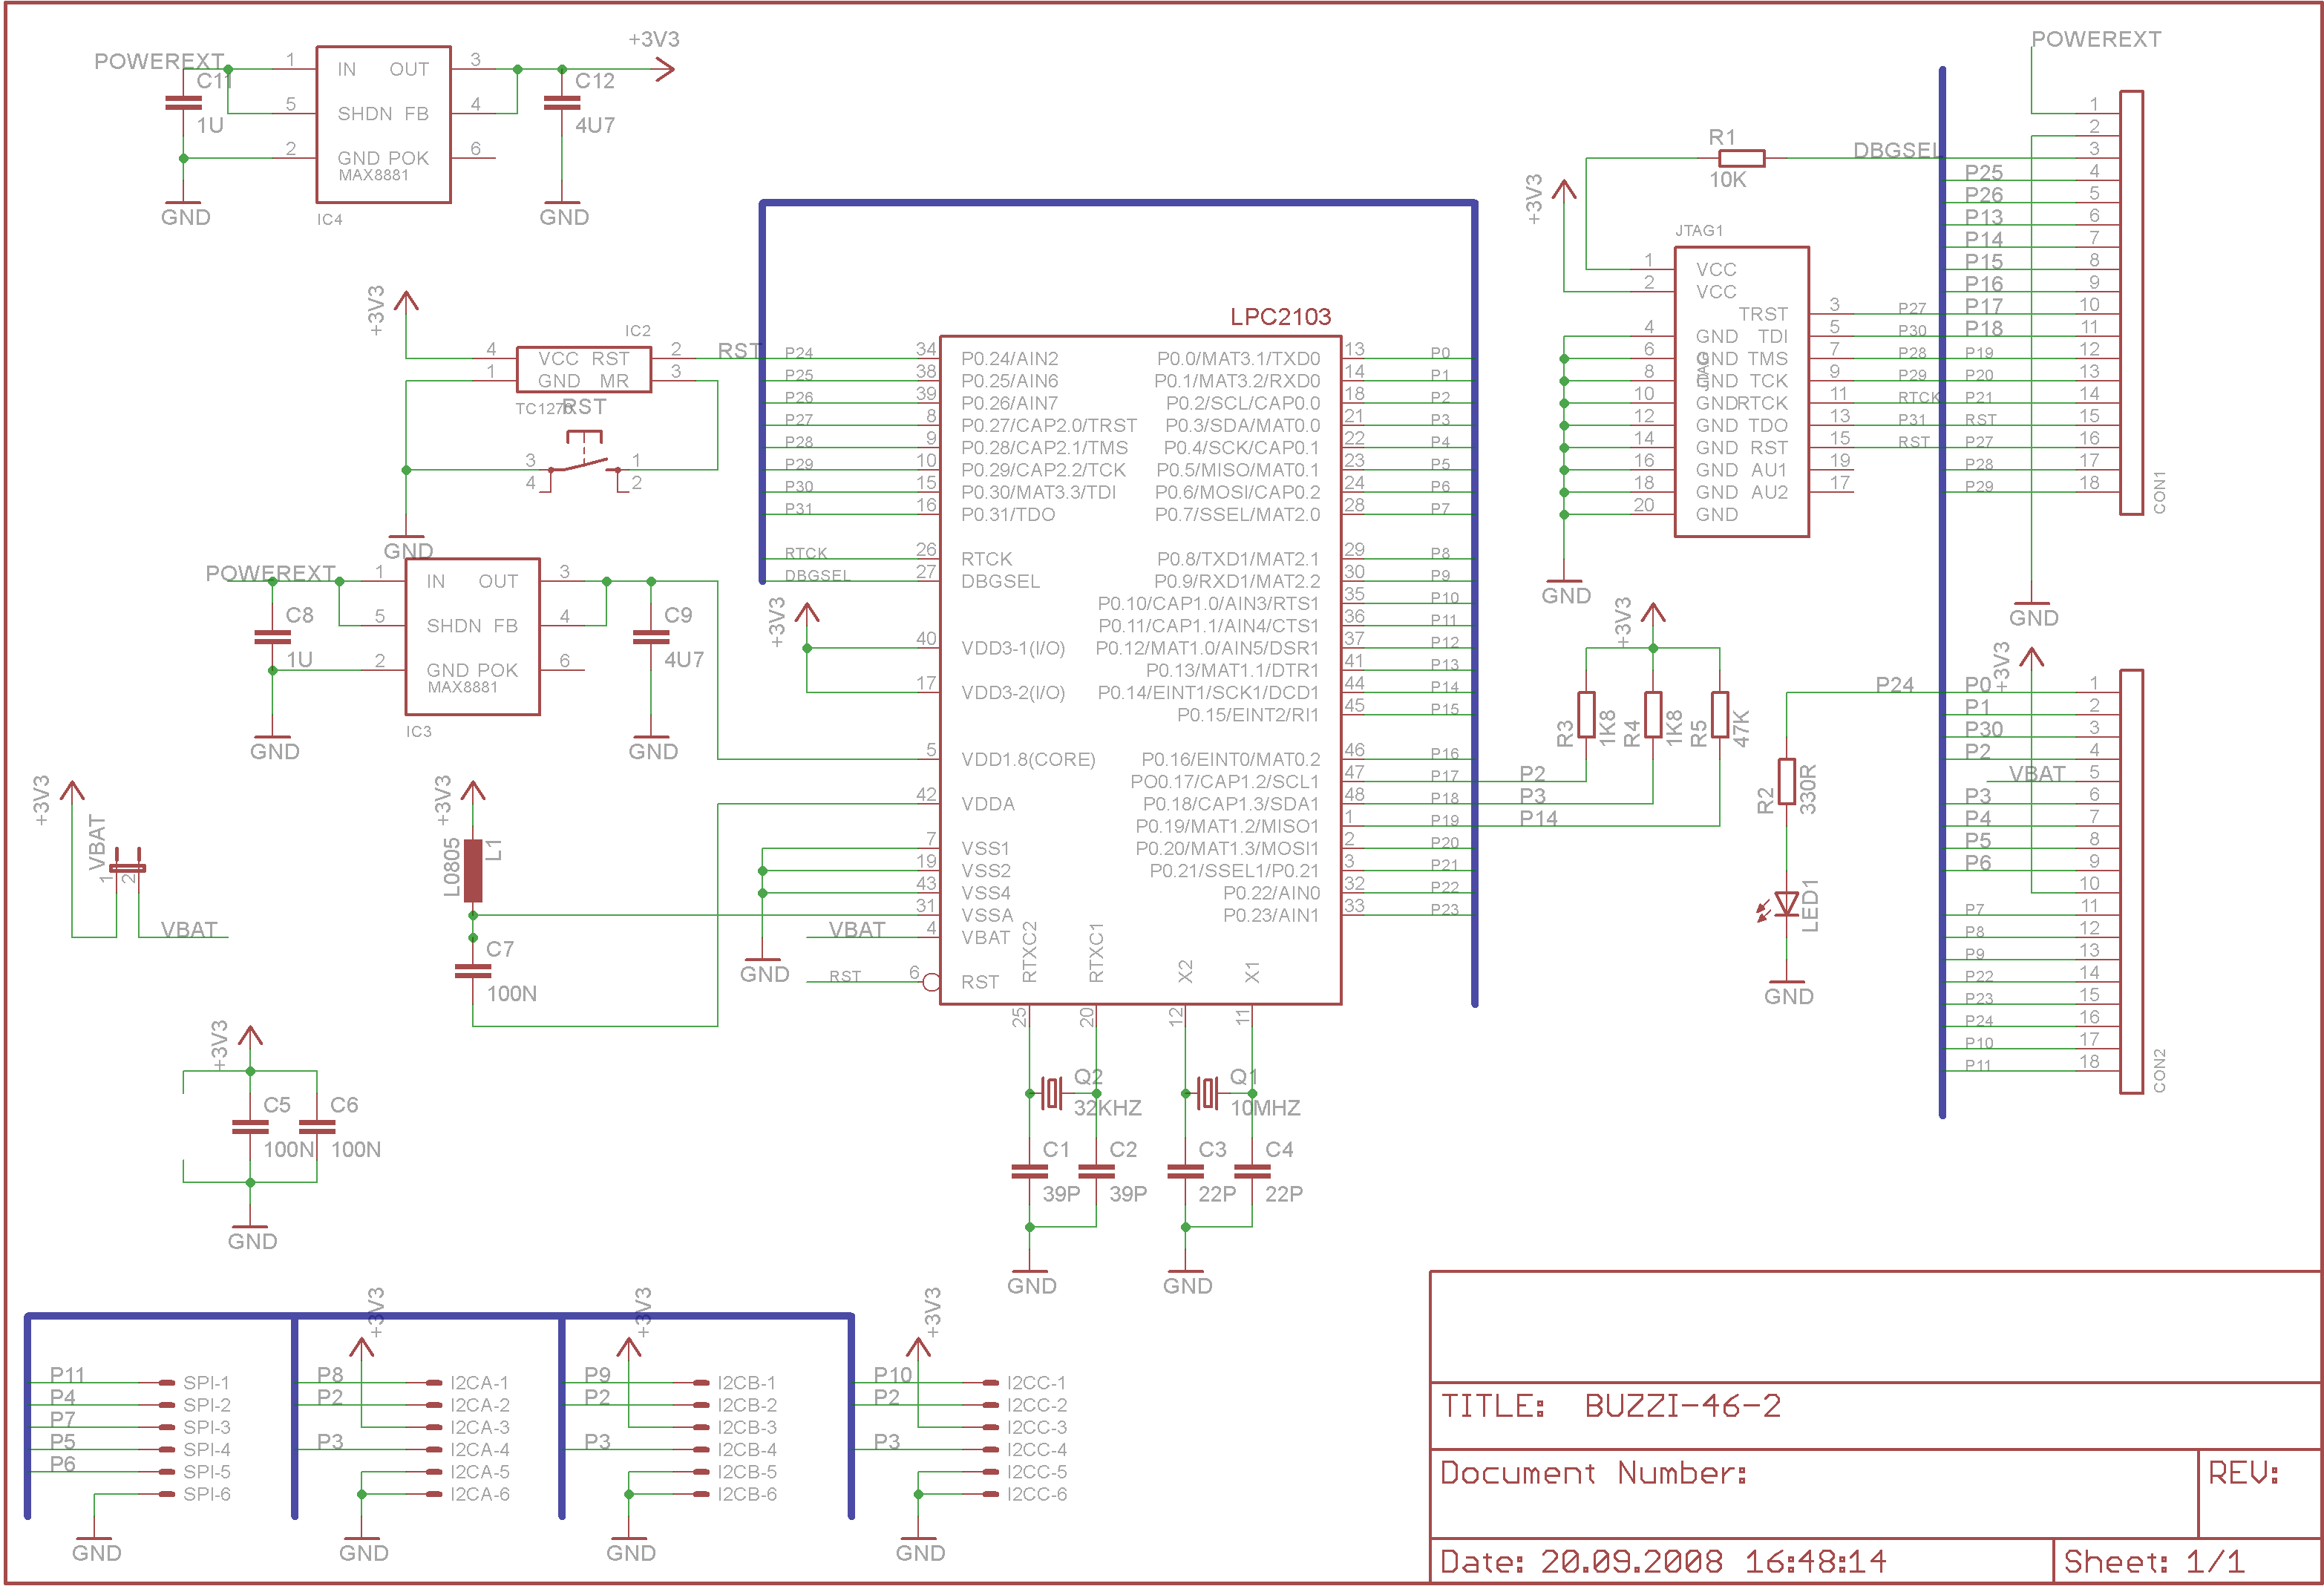 POWEREXT
C11
1U
1
5
2
IN OUT
SHDN FB
GND POK
MAX8881
IC4
3
4
6
+3V3
C12
4U7
GND
GND
+3V3
IC2
4
1
VCC RST
GND MR
2
3
RST
RST
3
4
1
2
GND
POWEREXT
C8
1U
1
5
2
IN OUT
SHDN FB
GND POK
MAX8881
IC3
3
4
6
C9
4U7
GND
GND
+3V3
VBAT
1
2
VBAT
+3V3
L0805
L1
C7
100N
+3V3
C5
100N
C6
100N
GND
LPC2103
P24 34 P0.24/AIN2
P25 38 P0.25/AIN6
P26 39 P0.26/AIN7
P27 8 P0.27/CAP2.0/TRST
P28 9 P0.28/CAP2.1/TMS
P29 10 P0.29/CAP2.2/TCK
P30 15 P0.30/MAT3.3/TDI
P31 16 P0.31/TDO
RTCK 26 RTCK
DBGSEL 27 DBGSEL
+3V3
40 VDD3-1(I/O)
17 VDD3-2(I/O)
5 VDD1.8(CORE)
42 VDDA
7 VSS1
19 VSS2
43 VSS4
31 VSSA
VBAT 4 VBAT
RST 6 RST
GND
P0.0/MAT3.1/TXD0 13 P0
P0.1/MAT3.2/RXD0 14 P1
P0.2/SCL/CAP0.0 18 P2
P0.3/SDA/MAT0.0 21 P3
P0.4/SCK/CAP0.1 22 P4
P0.5/MISO/MAT0.1 23 P5
P0.6/MOSI/CAP0.2 24 P6
P0.7/SSEL/MAT2.0 28 P7
P0.8/TXD1/MAT2.1 29 P8
P0.9/RXD1/MAT2.2 30 P9
P0.10/CAP1.0/AIN3/RTS1 35 P10
P0.11/CAP1.1/AIN4/CTS1 36 P11
P0.12/MAT1.0/AIN5/DSR1 37 P12
P0.13/MAT1.1/DTR1 41 P13
P0.14/EINT1/SCK1/DCD1 44 P14
P0.15/EINT2/RI1 45 P15
P0.16/EINT0/MAT0.2 46 P16
PO0.17/CAP1.2/SCL1 47 P17 P2
P0.18/CAP1.3/SDA1 48 P18 P3
P0.19/MAT1.2/MISO1 1 P19 P14
P0.20/MAT1.3/MOSI1 2 P20
P0.21/SSEL1/P0.21 3 P21
P0.22/AIN0 32 P22
P0.23/AIN1 33 P23
RTXC2
RTXC1
X2
X1
25
20
12
11
Q2
32KHZ
Q1
10MHZ
C1
39P
C2
39P
C3
22P
C4
22P
GND
GND
R1
10K
DBGSEL
+3V3
JTAG1
1 VCC
2 VCC
TRST 3 P27
4 GND TDI 5 P30
6 GND TMS 7 P28
8 GND TCK 9 P29
10 GND RTCK 11 RTCK
12 GND TDO 13 P31
14 GND RST 15 RST
16 GND AU1 19
18 GND AU2 17
20 GND
GND
+3V3
R3
1K8
R4
1K8
R5
47K
P24
R2
330R
LED1
GND
POWEREXT
1
2
3
P25 4
P26 5
P13 6
P14 7
P15 8
P16 9
P17 10
P18 11
P19 12
P20 13
P21 14
RST 15
P27 16
P28 17
P29 18
CON1
GND
+3V3
P0 1
P1 2
P30 3
P2 4
VBAT 5
P3 6
P4 7
P5 8
P6 9
10
P7 11
P8 12
P9 13
P22 14
P23 15
P24 16
P10 17
P11 18
CON2
P11 SPI-1
P4 SPI-2
P7 SPI-3
P5 SPI-4
P6 SPI-5
SPI-6
GND
+3V3
P8 I2CA-1
P2 I2CA-2
I2CA-3
P3 I2CA-4
I2CA-5
I2CA-6
GND
+3V3
P9 I2CB-1
P2 I2CB-2
I2CB-3
P3 I2CB-4
I2CB-5
I2CB-6
GND
+3V3
P10 I2CC-1
P2 I2CC-2
I2CC-3
P3 I2CC-4
I2CC-5
I2CC-6
GND
TITLE: BUZZI-46-2
Document Number:
REV:
Date: 20.09.2008 16:48:14
Sheet: 1/1